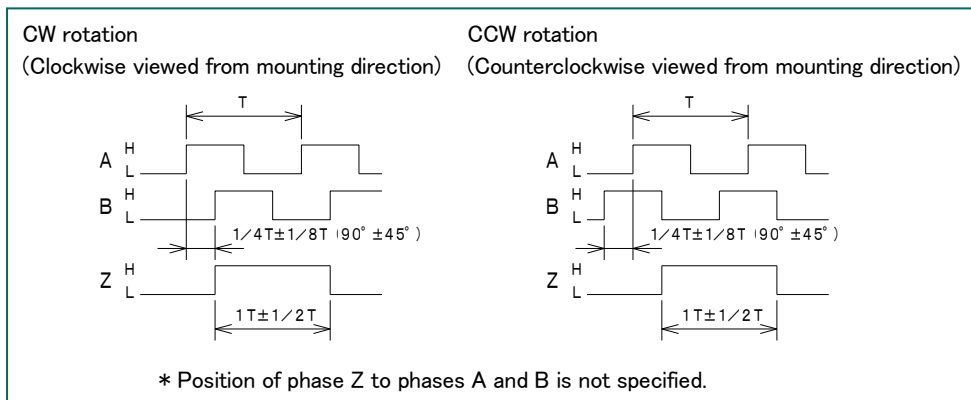 CW rotation
(Clockwise viewed from mounting direction)
T
A H
L
B H
L
1/4T±1/8T (90°±45°)
Z H
L
1T±1/2T
CCW rotation
(Counterclockwise viewed from mounting direction)
T
A H
L
B H
L
1/4T±1/8T (90°±45°)
Z H
L
1T±1/2T
* Position of phase Z to phases A and B is not specified.